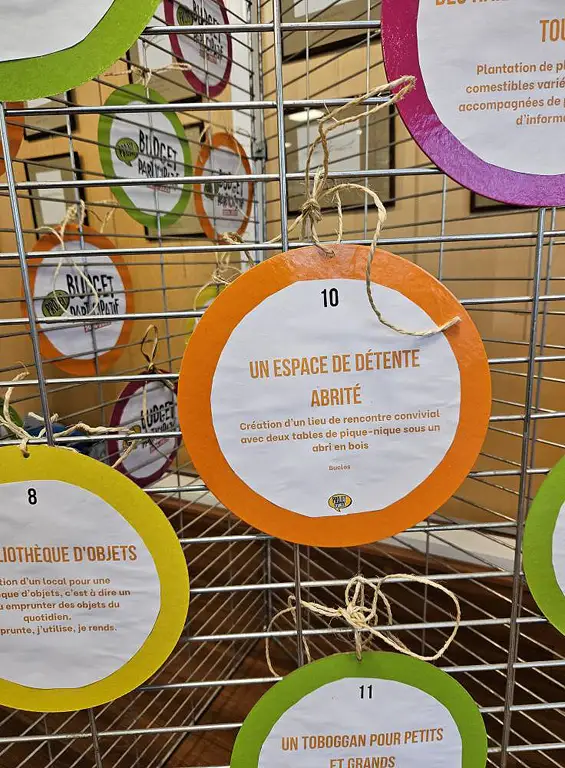 TOU
Plantation de pl
comestibles varié
accompagnées de p
d'informe
BUDGET
PARTICIPATIF
BUDGET
PARTICIPATIF
BUDGET
10
UN ESPACE DE DÉTENTE
ABRITÉ
Création d'un lieu de rencontre convivial
avec deux tables de pique-nique sous un
abri en bois
Buclos
8
LIOTHÈQUE D'OBJETS
tion d'un local pour une
que d'objets, c'est à dire un
u emprunter des objets du
quotidien.
prunte, j'utilise, je rends.
11
UN TOBOGGAN POUR PETITS
ET GRANDS